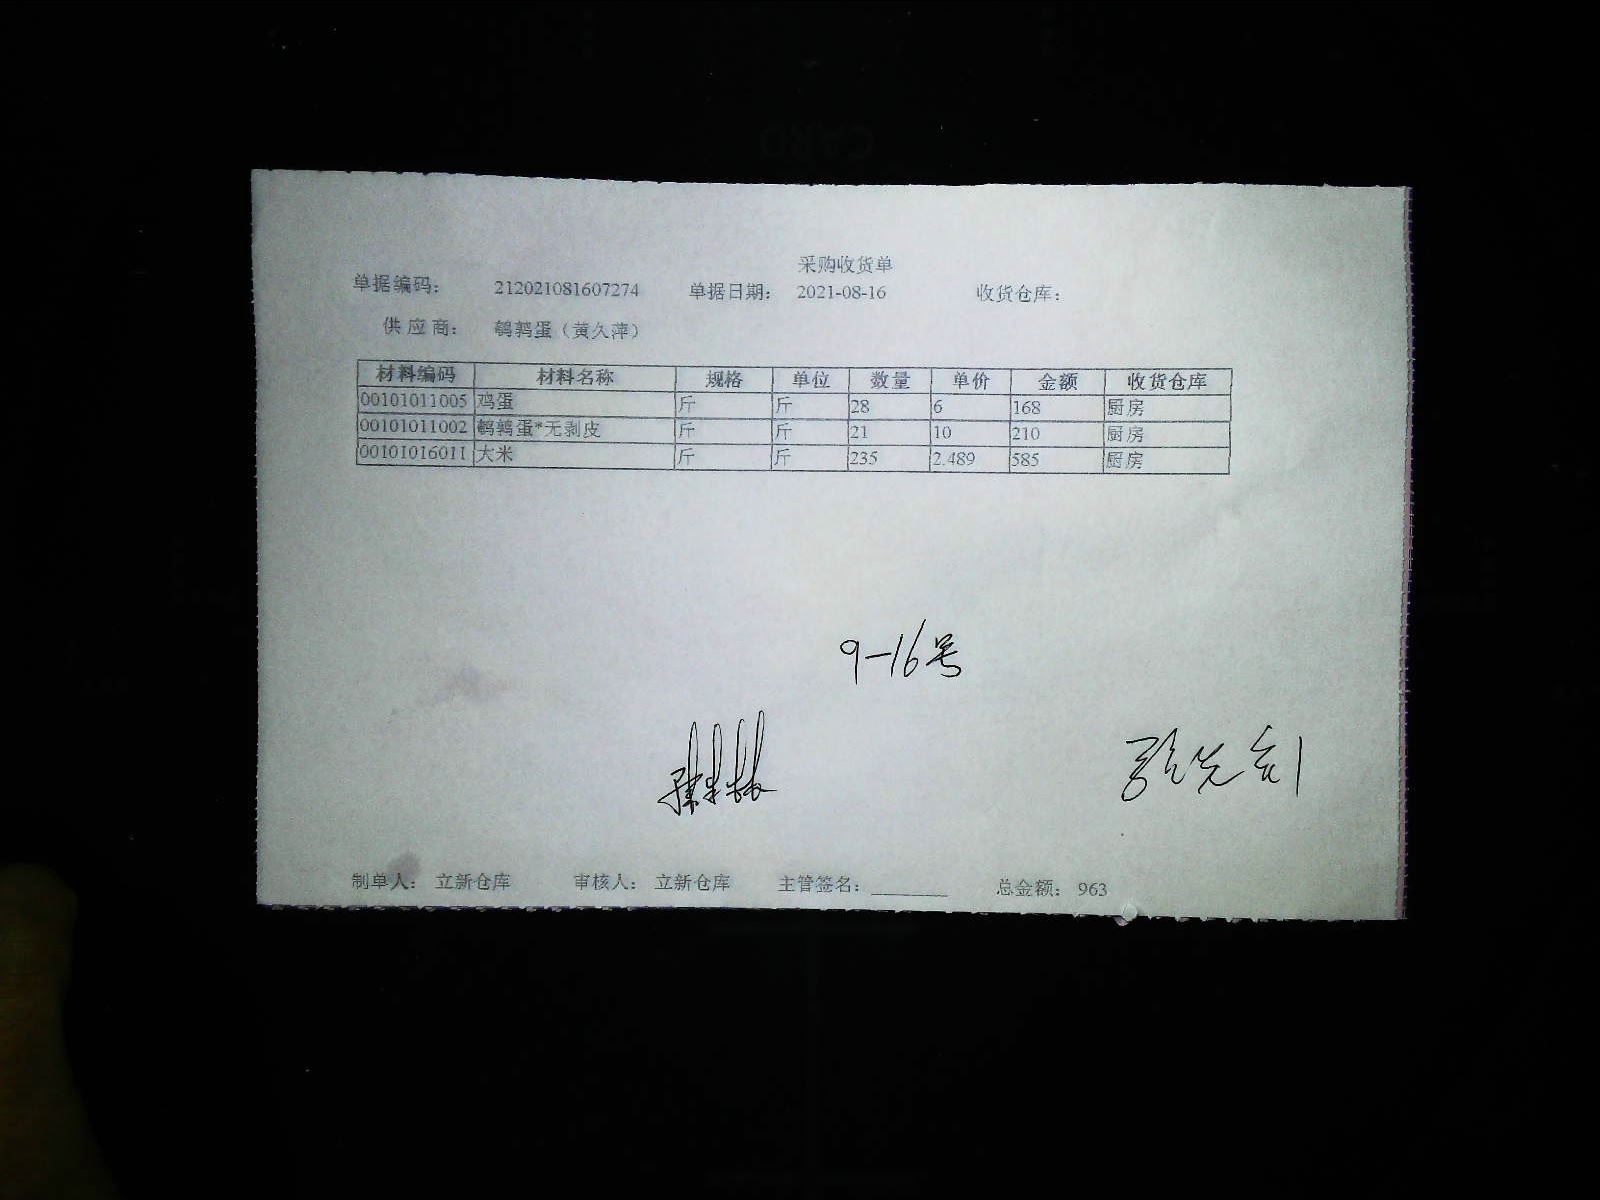 采购收货单
单据编码: 212021081607274 单据日期: 2021-08-16 收货仓库:
供 应 商: 鹌鹑蛋（黄久萍）
材料编码 材料名称 规格 单位 数量 单价 金额 收货仓库
00101011005 鸡蛋 斤 斤 28 6 168 厨房
00101011002 鹌鹑蛋*无剥皮 斤 斤 21 10 210 厨房
00101016011 大米 斤 斤 235 2.489 585 厨房
9-16号
制单人: 立新仓库 审核人: 立新仓库 主管签名: 总金额: 963